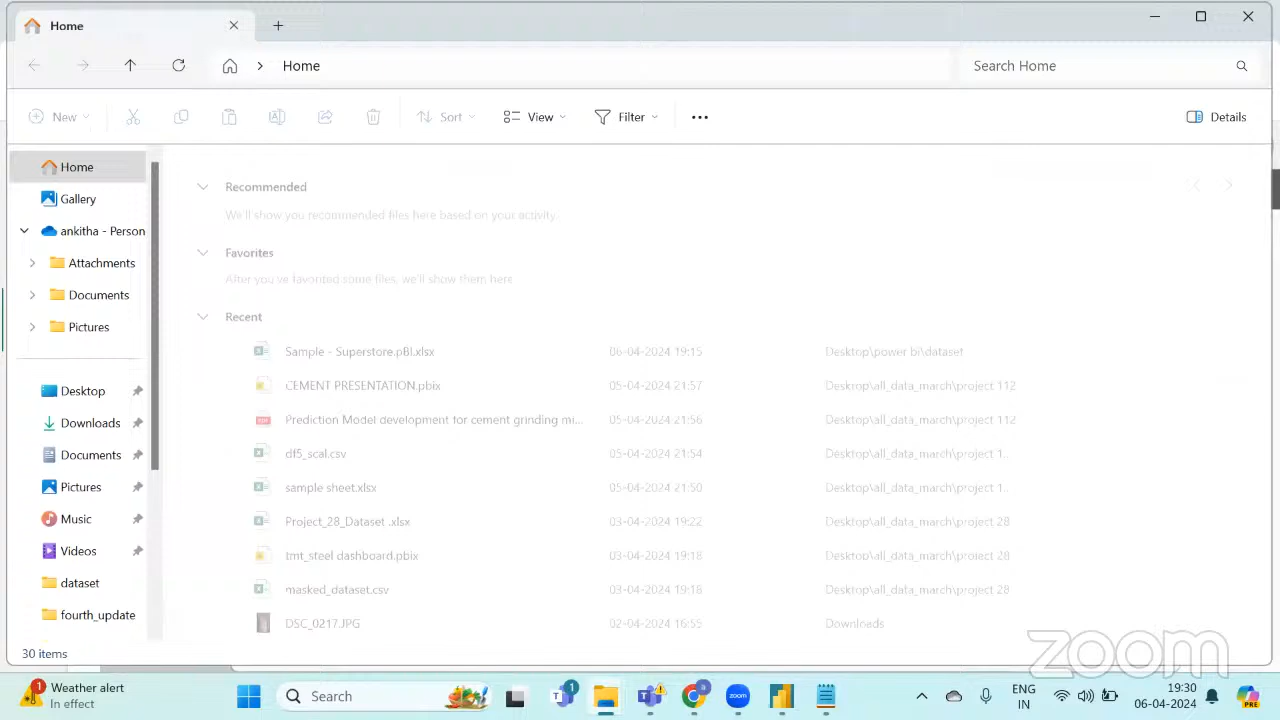 Home
Home
Search Home
New
Sort
View
Filter
Details
Home
Gallery
ankitha - Person
Attachments
Documents
Pictures
Desktop
Downloads
Documents
Pictures
Music
Videos
dataset
fourth_update
30 items
Recommended
We'll show you recommended files here based on your activity.
Favorites
After you've favorited some files, we'll show them here.
Recent
Sample - Superstore.pBI.xlsx 06-04-2024 19:15 Desktop\power bi\dataset
CEMENT PRESENTATION.pbix 05-04-2024 21:57 Desktop\all_data_march\project 112
Prediction Model development for cement grinding mi... 05-04-2024 21:56 Desktop\all_data_march\project 112
df5_scal.csv 05-04-2024 21:54 Desktop\all_data_march\project 1...
sample sheet.xlsx 05-04-2024 21:50 Desktop\all_data_march\project 1...
Project_28_Dataset .xlsx 03-04-2024 19:22 Desktop\all_data_march\project 28
tmt_steel dashboard.pbix 03-04-2024 19:18 Desktop\all_data_march\project 28
masked_dataset.csv 03-04-2024 19:18 Desktop\all_data_march\project 28
DSC_0217.JPG 02-04-2024 16:55 Downloads
zoom
1
Weather alert
In effect
Search
1
a
zoom
ENG
IN
19:30
06-04-2024
PRE